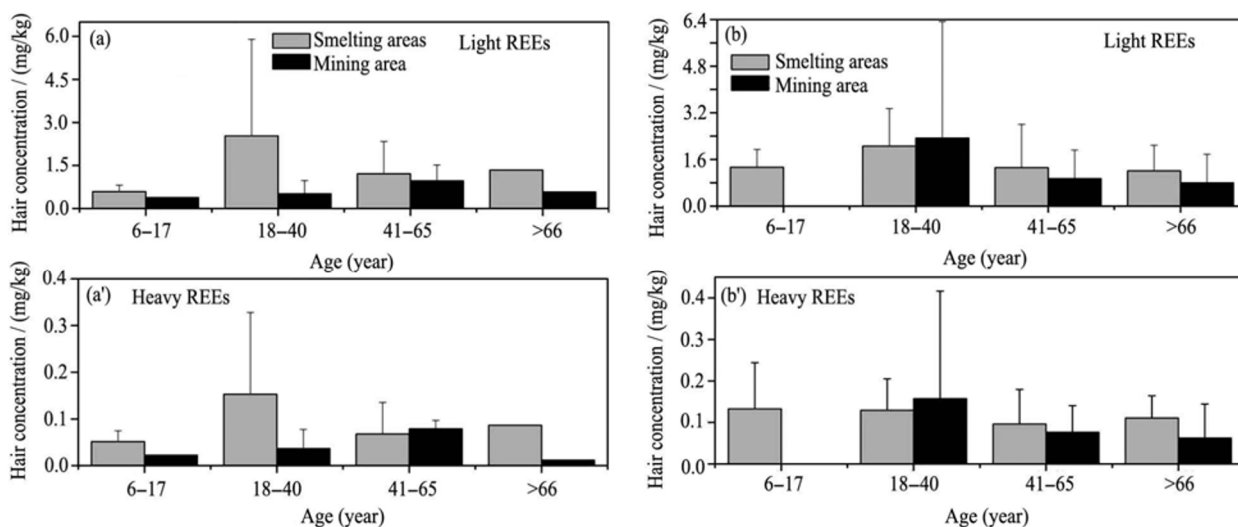 (a)
Smelting areas
Mining area
Light REEs
Hair concentration / (mg/kg)
6.0
4.5
3.0
1.5
0.0
6–17
18–40
41–65
>66
Age (year)
(b)
Light REEs
Smelting areas
Mining area
Hair concentration / (mg/kg)
6.4
4.8
3.2
1.6
0.0
6–17
18–40
41–65
>66
Age (year)
(a')
Heavy REEs
Hair concentration / (mg/kg)
0.4
0.3
0.2
0.1
0.0
6–17
18–40
41–65
>66
Age (year)
(b')
Heavy REEs
Hair concentration / (mg/kg)
0.4
0.3
0.2
0.1
0.0
6–17
18–40
41–65
>66
Age (year)